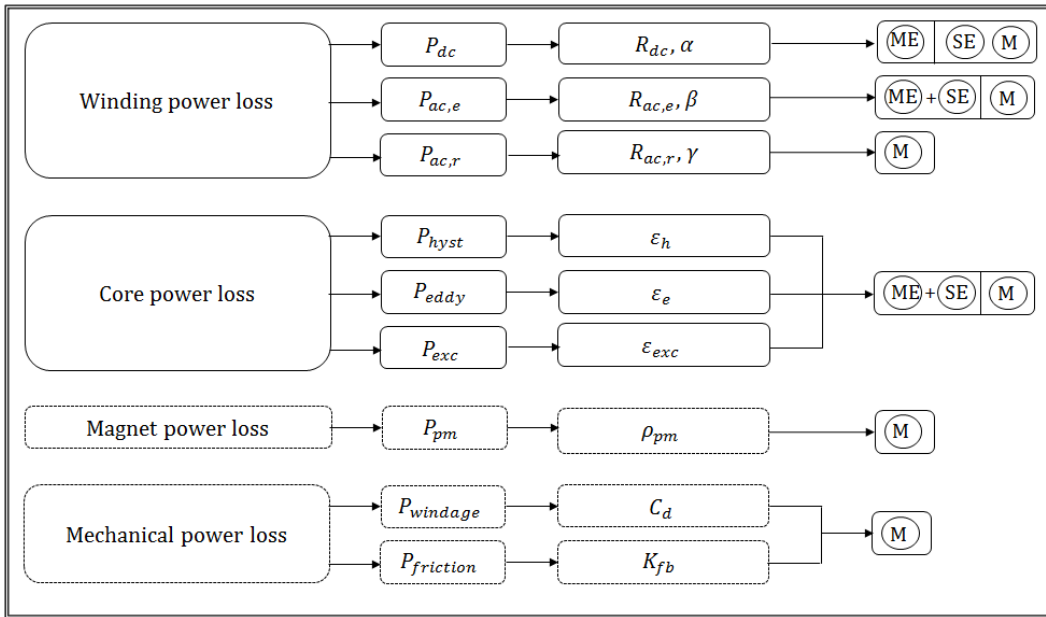 Winding power loss
P_dc
R_dc, α
ME SE M
P_ac,e
R_ac,e, β
ME + SE M
P_ac,r
R_ac,r, γ
M
Core power loss
P_hyst
ε_h
P_eddy
ε_e
ME + SE M
P_exc
ε_exc
Magnet power loss
P_pm
ρ_pm
M
Mechanical power loss
P_windage
C_d
M
P_friction
K_fb